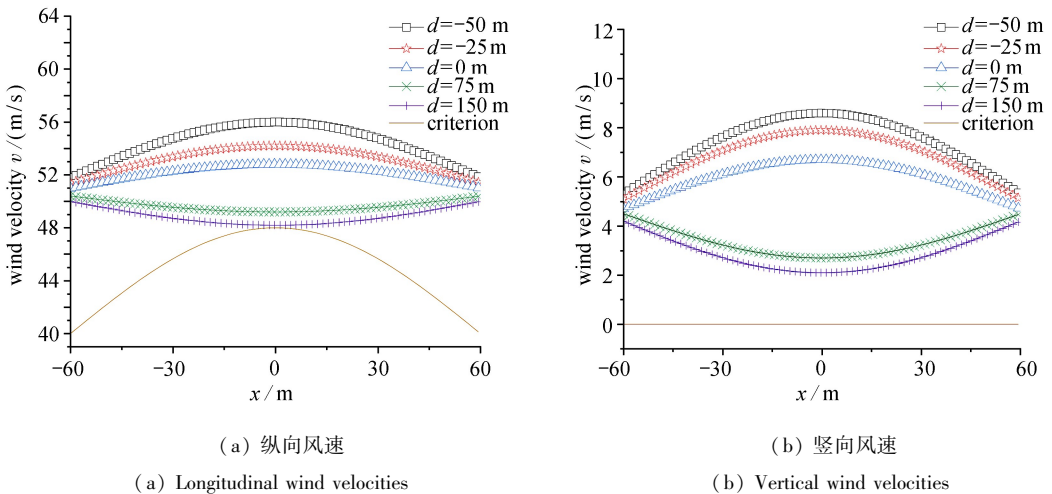 wind velocity v/(m/s)
64
60
56
52
48
44
40
−60
−30
0
30
60
x/m
d=−50 m
d=−25 m
d=0 m
d=75 m
d=150 m
criterion
(a) 纵向风速
(a) Longitudinal wind velocities
wind velocity v/(m/s)
12
10
8
6
4
2
0
−60
−30
0
30
60
x/m
d=−50 m
d=−25 m
d=0 m
d=75 m
d=150 m
criterion
(b) 竖向风速
(b) Vertical wind velocities